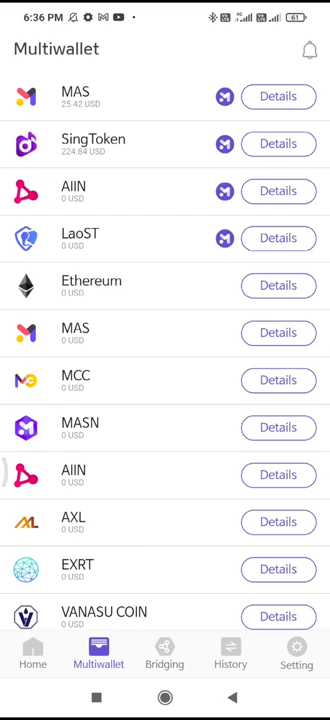 6:36 PM
61
Multiwallet
MAS
25.42 USD
Details
SingToken
224.84 USD
Details
AIIN
0 USD
Details
LaoST
0 USD
Details
Ethereum
0 USD
Details
MAS
0 USD
Details
MCC
0 USD
Details
MASN
0 USD
Details
AIIN
0 USD
Details
AXL
0 USD
Details
EXRT
0 USD
Details
VANASU COIN
0 USD
Details
Home
Multiwallet
Bridging
History
Setting